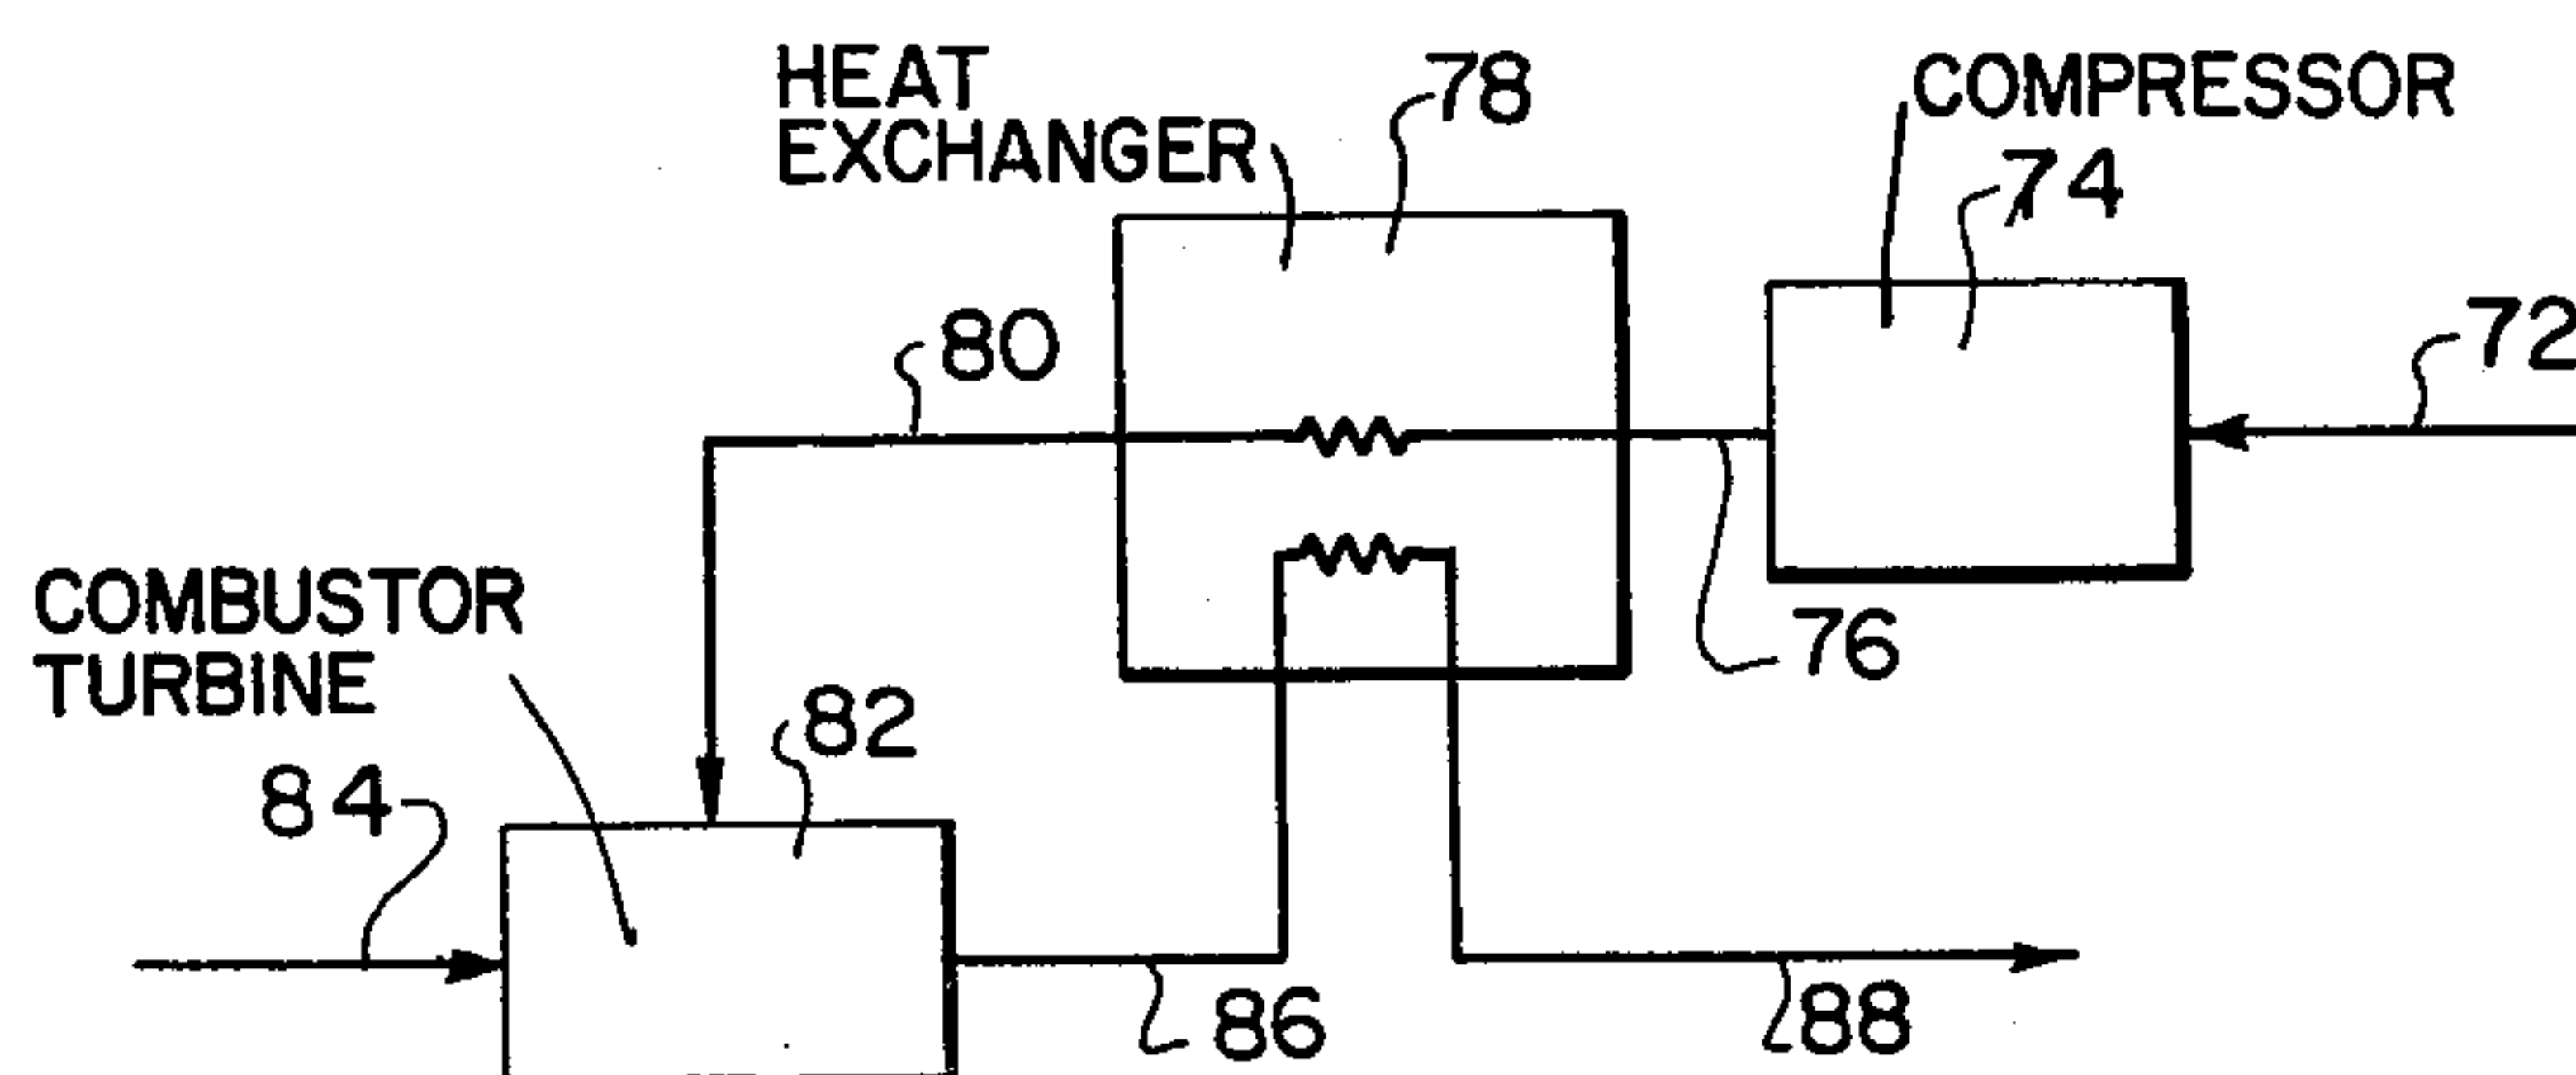 HEAT
EXCHANGER
78
COMPRESSOR
74
72
80
76
COMBUSTOR
TURBINE
82
84
86
88